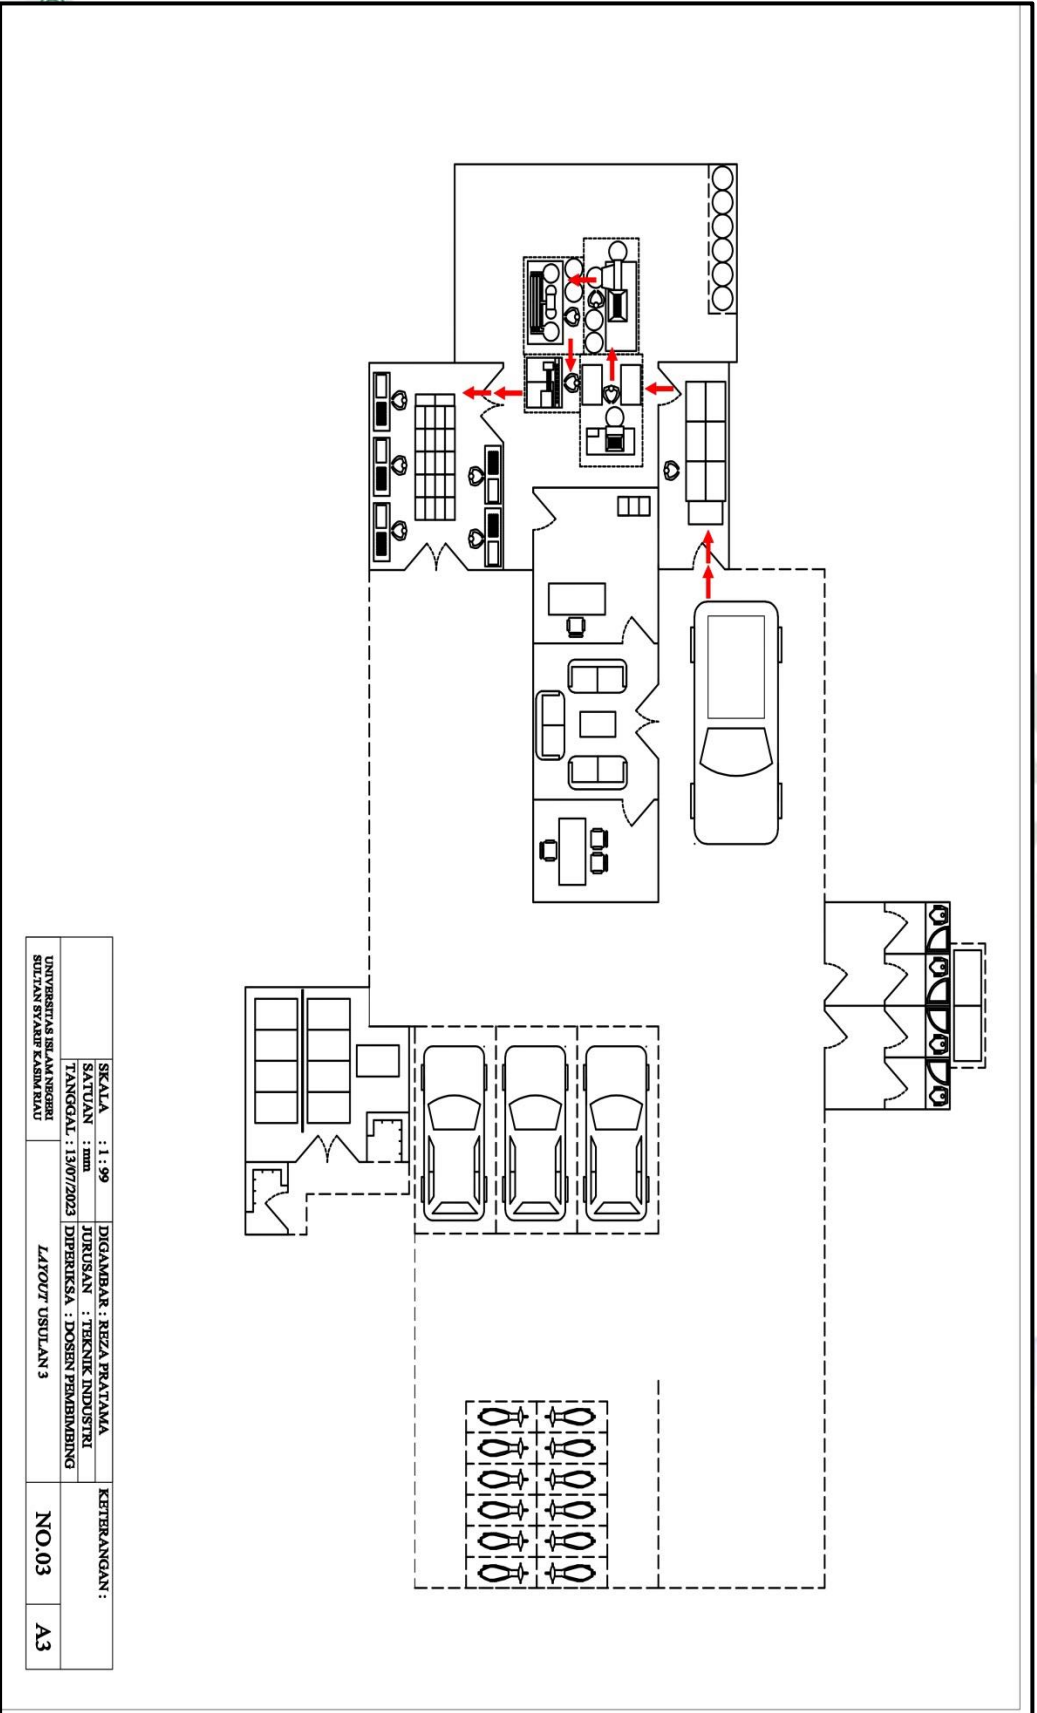 SKALA : 1 : 99
SATUAN : mm
TANGGAL : 13/07/2023
DIGAMBAR : REZA PRATAMA
JURUSAN : TEKNIK INDUSTRI
DIPERIKSA : DOSEN PEMBIMBING
KETERANGAN :
UNIVERSITAS ISLAM NEGERI
SULTAN SYARIF KASIM RIAU
LAYOUT USULAN 3
NO.03
A3